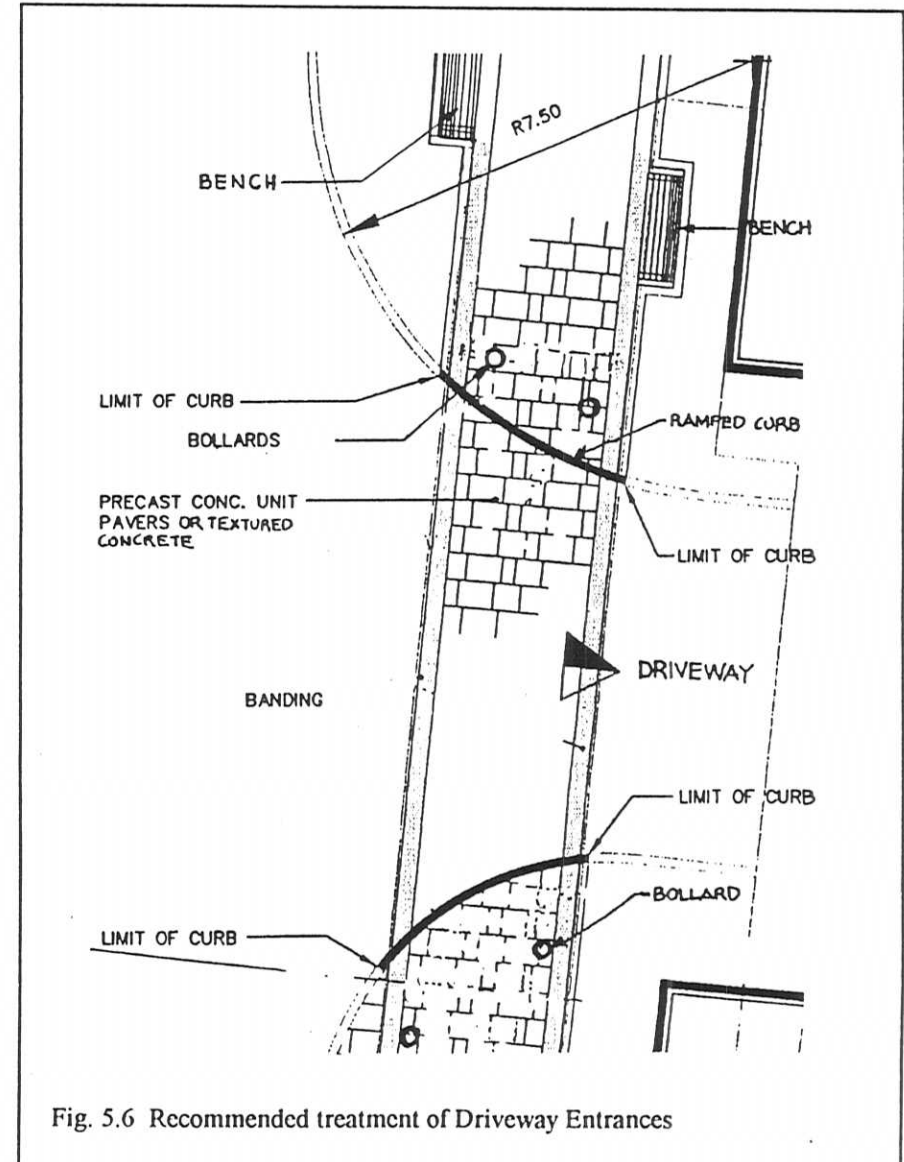 R7.50
BENCH
BENCH
LIMIT OF CURB
BOLLARDS
RAMPED CURB
PRECAST CONC. UNIT
PAVERS OR TEXTURED
CONCRETE
LIMIT OF CURB
DRIVEWAY
BANDING
LIMIT OF CURB
BOLLARD
LIMIT OF CURB
Fig. 5.6 Recommended treatment of Driveway Entrances